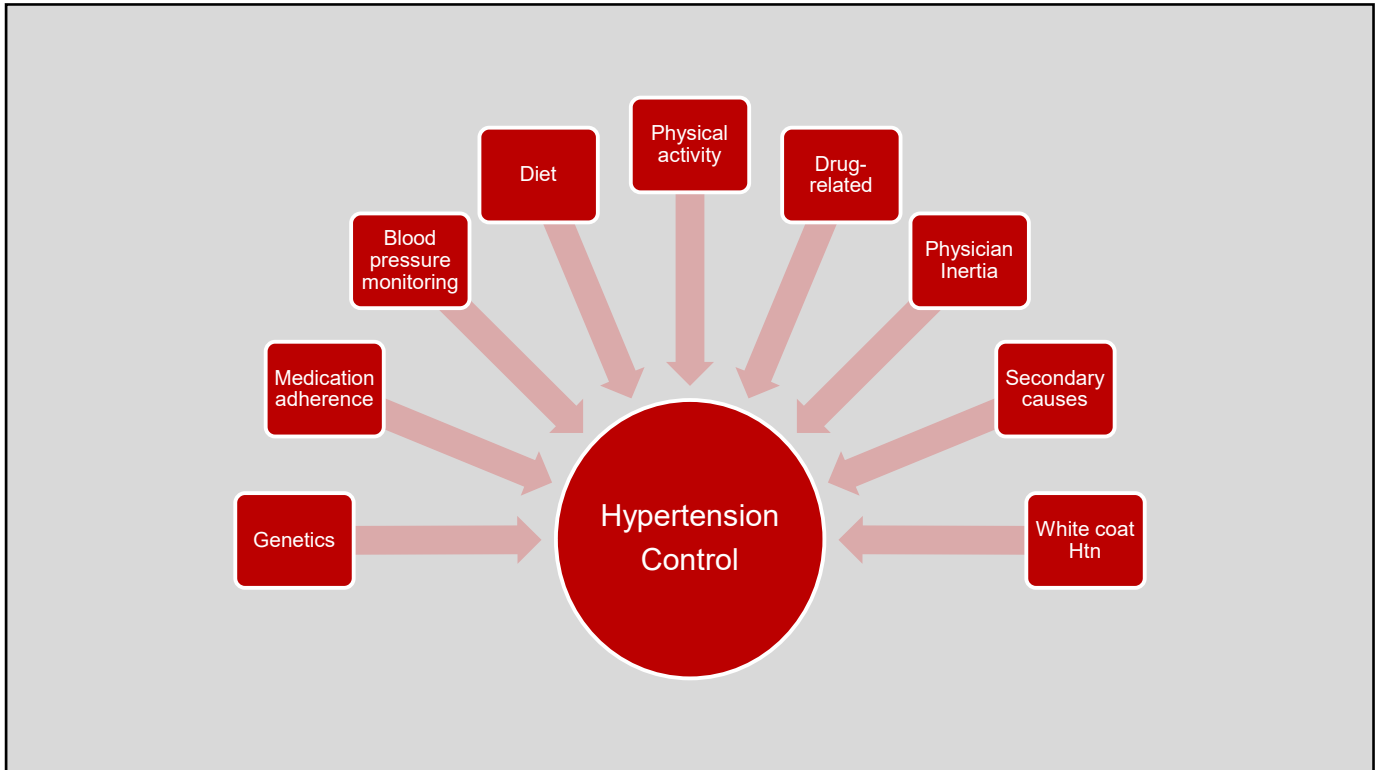 Physical
activity
Diet
Drug-
related
Blood
pressure
monitoring
Physician
Inertia
Medication
adherence
Secondary
causes
Genetics
White coat
Htn
Hypertension
Control